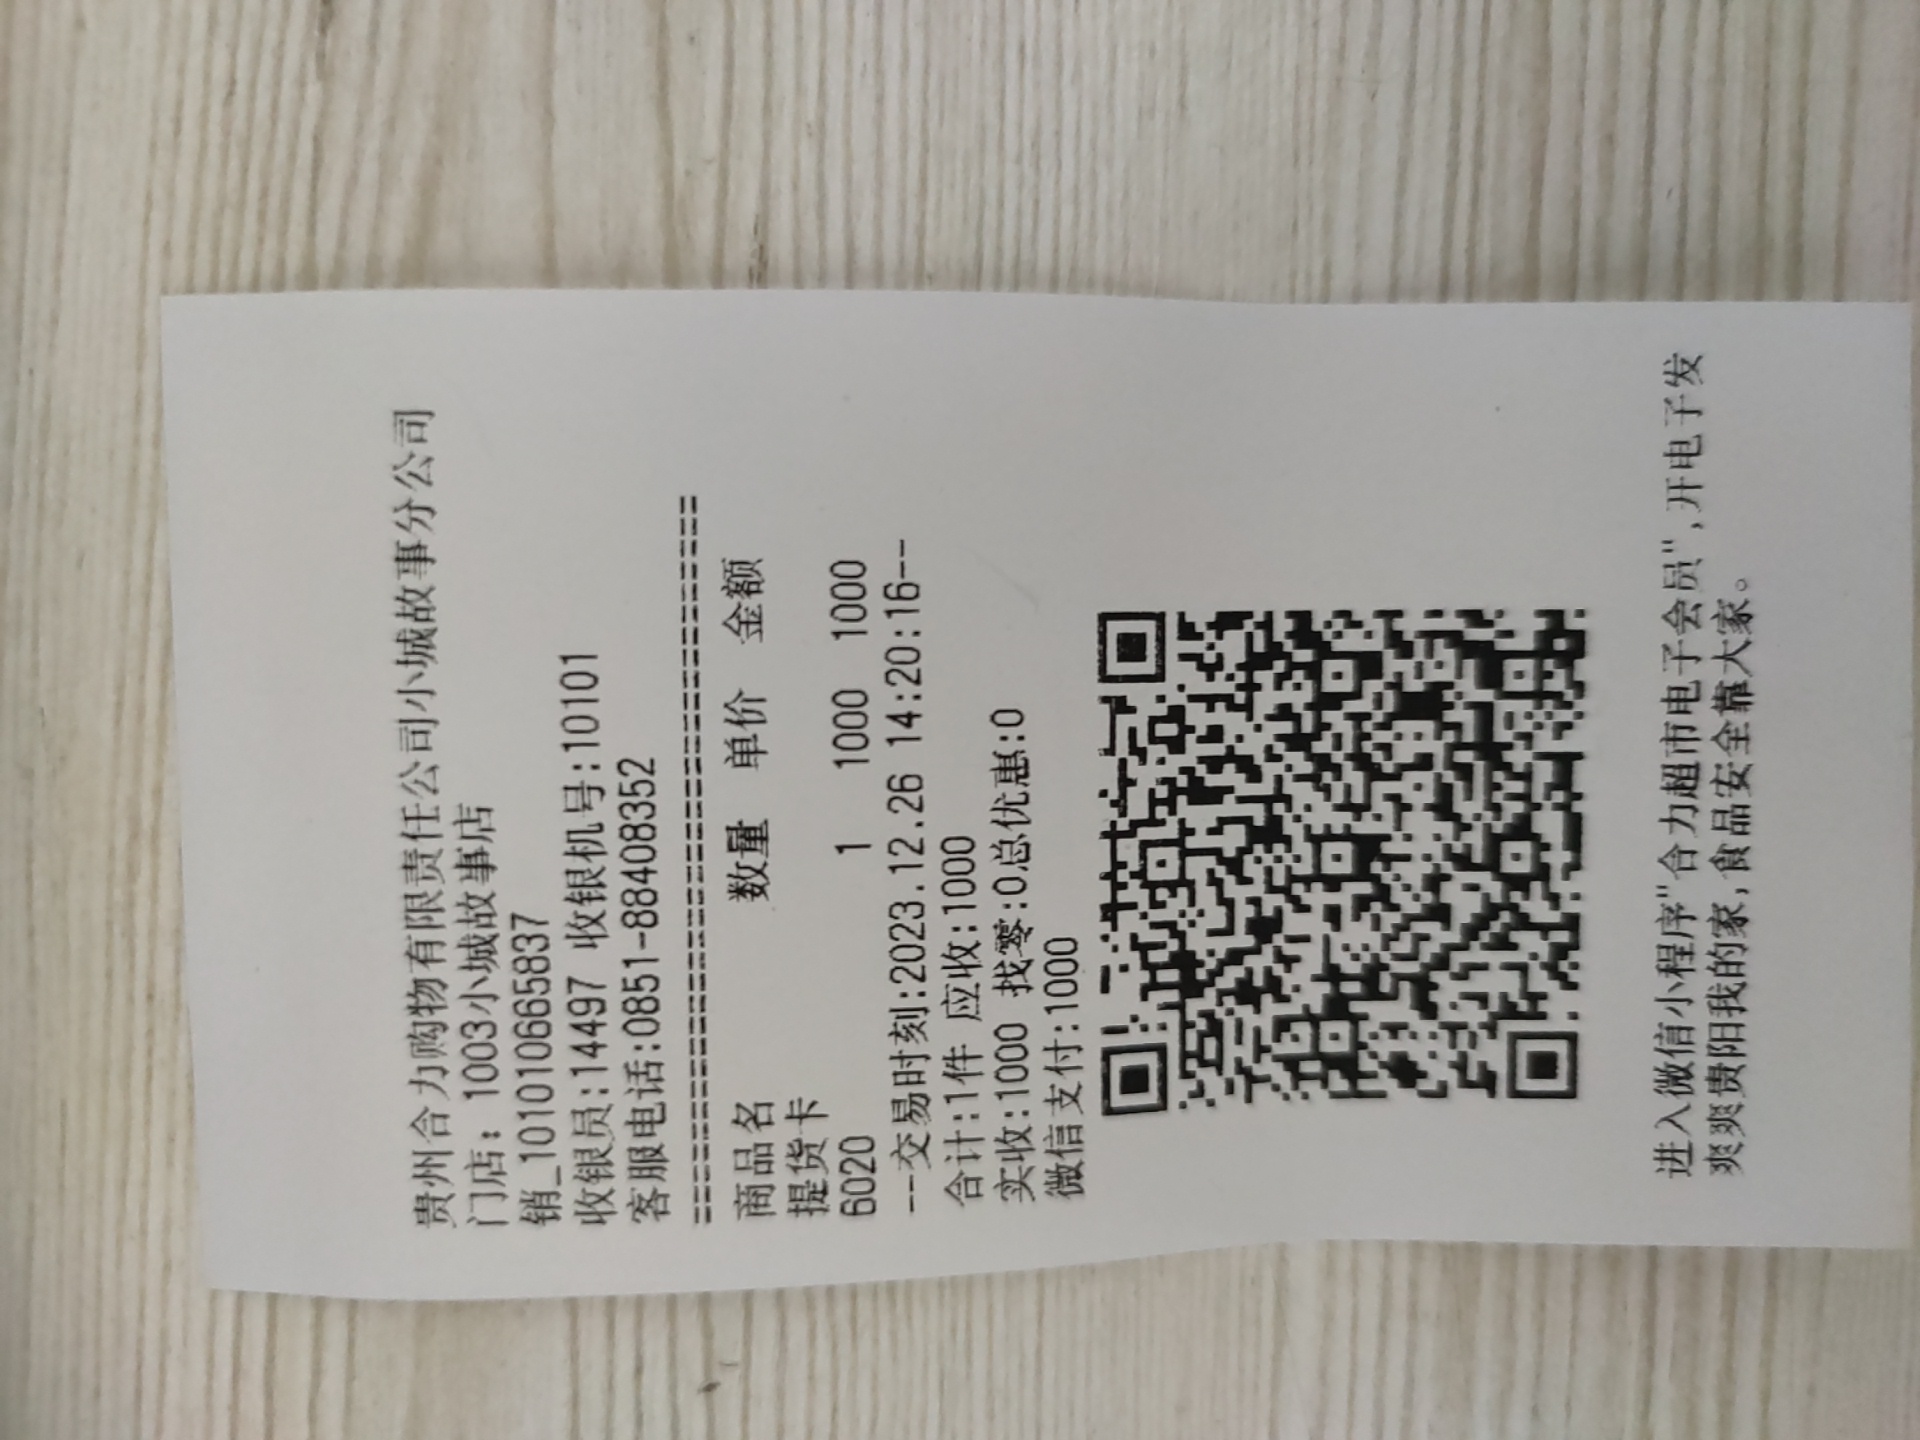 贵州合力购物有限责任公司小城故事分公司
门店：1003小城故事店
销_101010665837
收银员:14497 收银机号:10101
客服电话:0851-88408352
========================================
商品名 数量 单价 金额
提货卡
6020 1 1000 1000
--交易时刻:2023.12.26 14:20:16--
合计:1件 应收:1000
实收:1000 找零:0总优惠:0
微信支付:1000
进入微信小程序"合力超市电子会员",开电子发
爽爽贵阳我的家,食品安全靠大家。